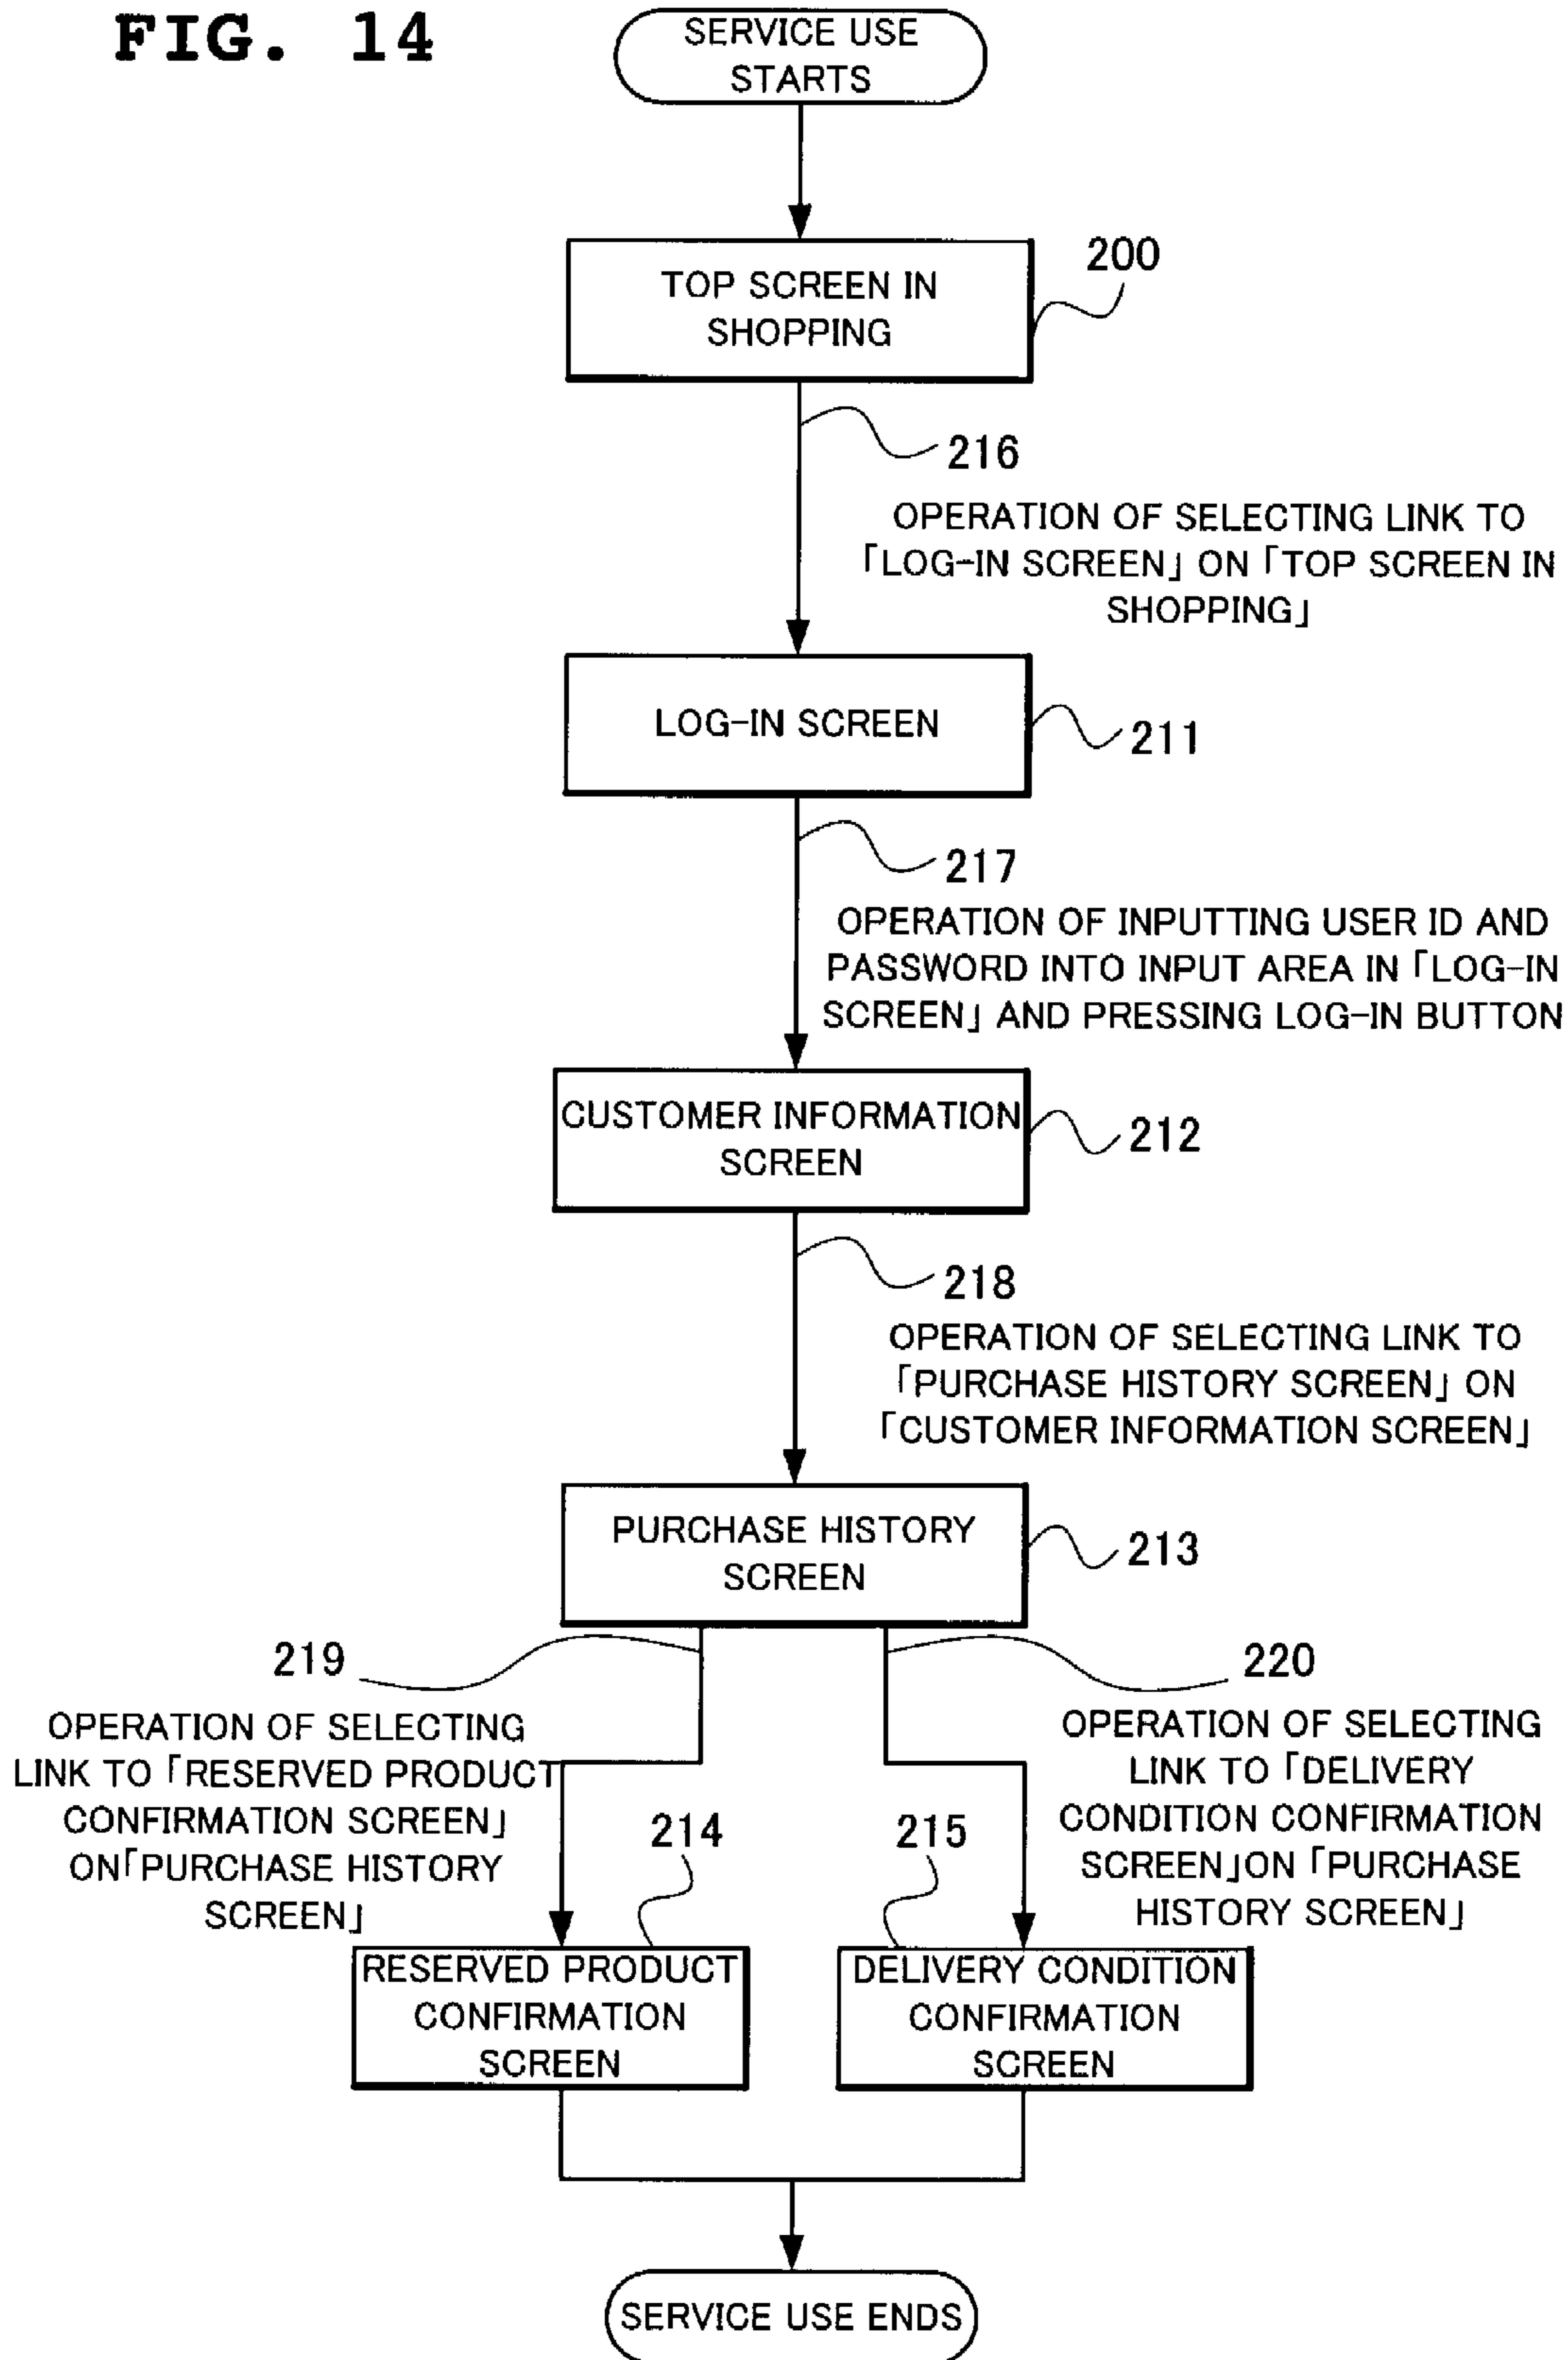 FIG. 14
SERVICE USE
STARTS
TOP SCREEN IN
SHOPPING
200
216
OPERATION OF SELECTING LINK TO
「LOG-IN SCREEN」 ON 「TOP SCREEN IN
SHOPPING」
LOG-IN SCREEN
211
217
OPERATION OF INPUTTING USER ID AND
PASSWORD INTO INPUT AREA IN 「LOG-IN
SCREEN」 AND PRESSING LOG-IN BUTTON
CUSTOMER INFORMATION
SCREEN
212
218
OPERATION OF SELECTING LINK TO
「PURCHASE HISTORY SCREEN」 ON
「CUSTOMER INFORMATION SCREEN」
PURCHASE HISTORY
SCREEN
213
219
OPERATION OF SELECTING
LINK TO 「RESERVED PRODUCT
CONFIRMATION SCREEN」
ON「PURCHASE HISTORY
SCREEN」
220
OPERATION OF SELECTING
LINK TO 「DELIVERY
CONDITION CONFIRMATION
SCREEN」ON 「PURCHASE
HISTORY SCREEN」
214
RESERVED PRODUCT
CONFIRMATION
SCREEN
215
DELIVERY CONDITION
CONFIRMATION
SCREEN
SERVICE USE ENDS